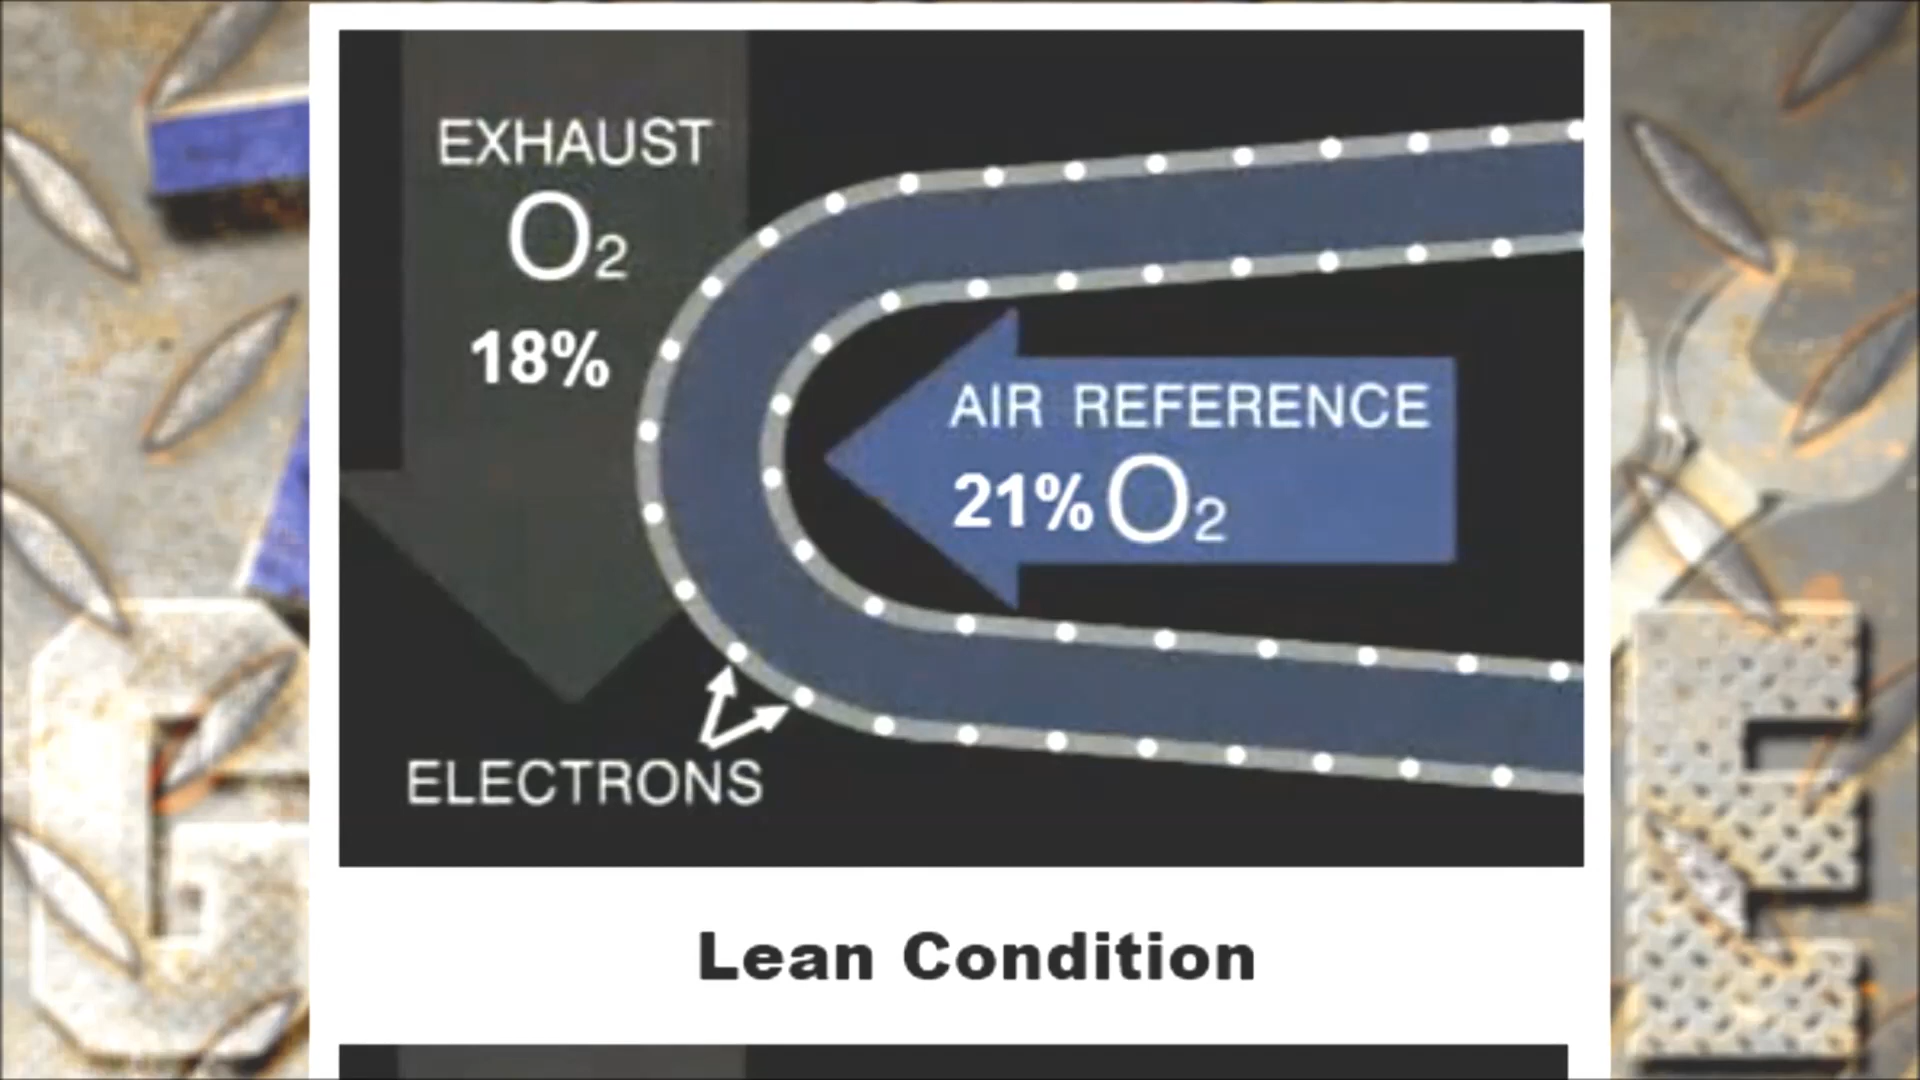 EXHAUST
O2
18%
AIR REFERENCE
21% O2
ELECTRONS
Lean Condition